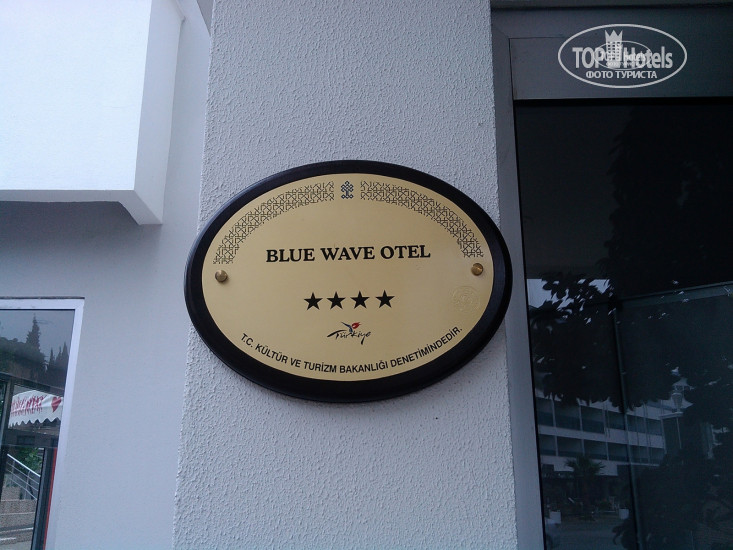 TOP Hotels
ФОТО ТУРИСТА
BLUE WAVE OTEL
Türkiye
T.C. KÜLTÜR VE TURİZM BAKANLIĞI DENETİMİNDEDİR.